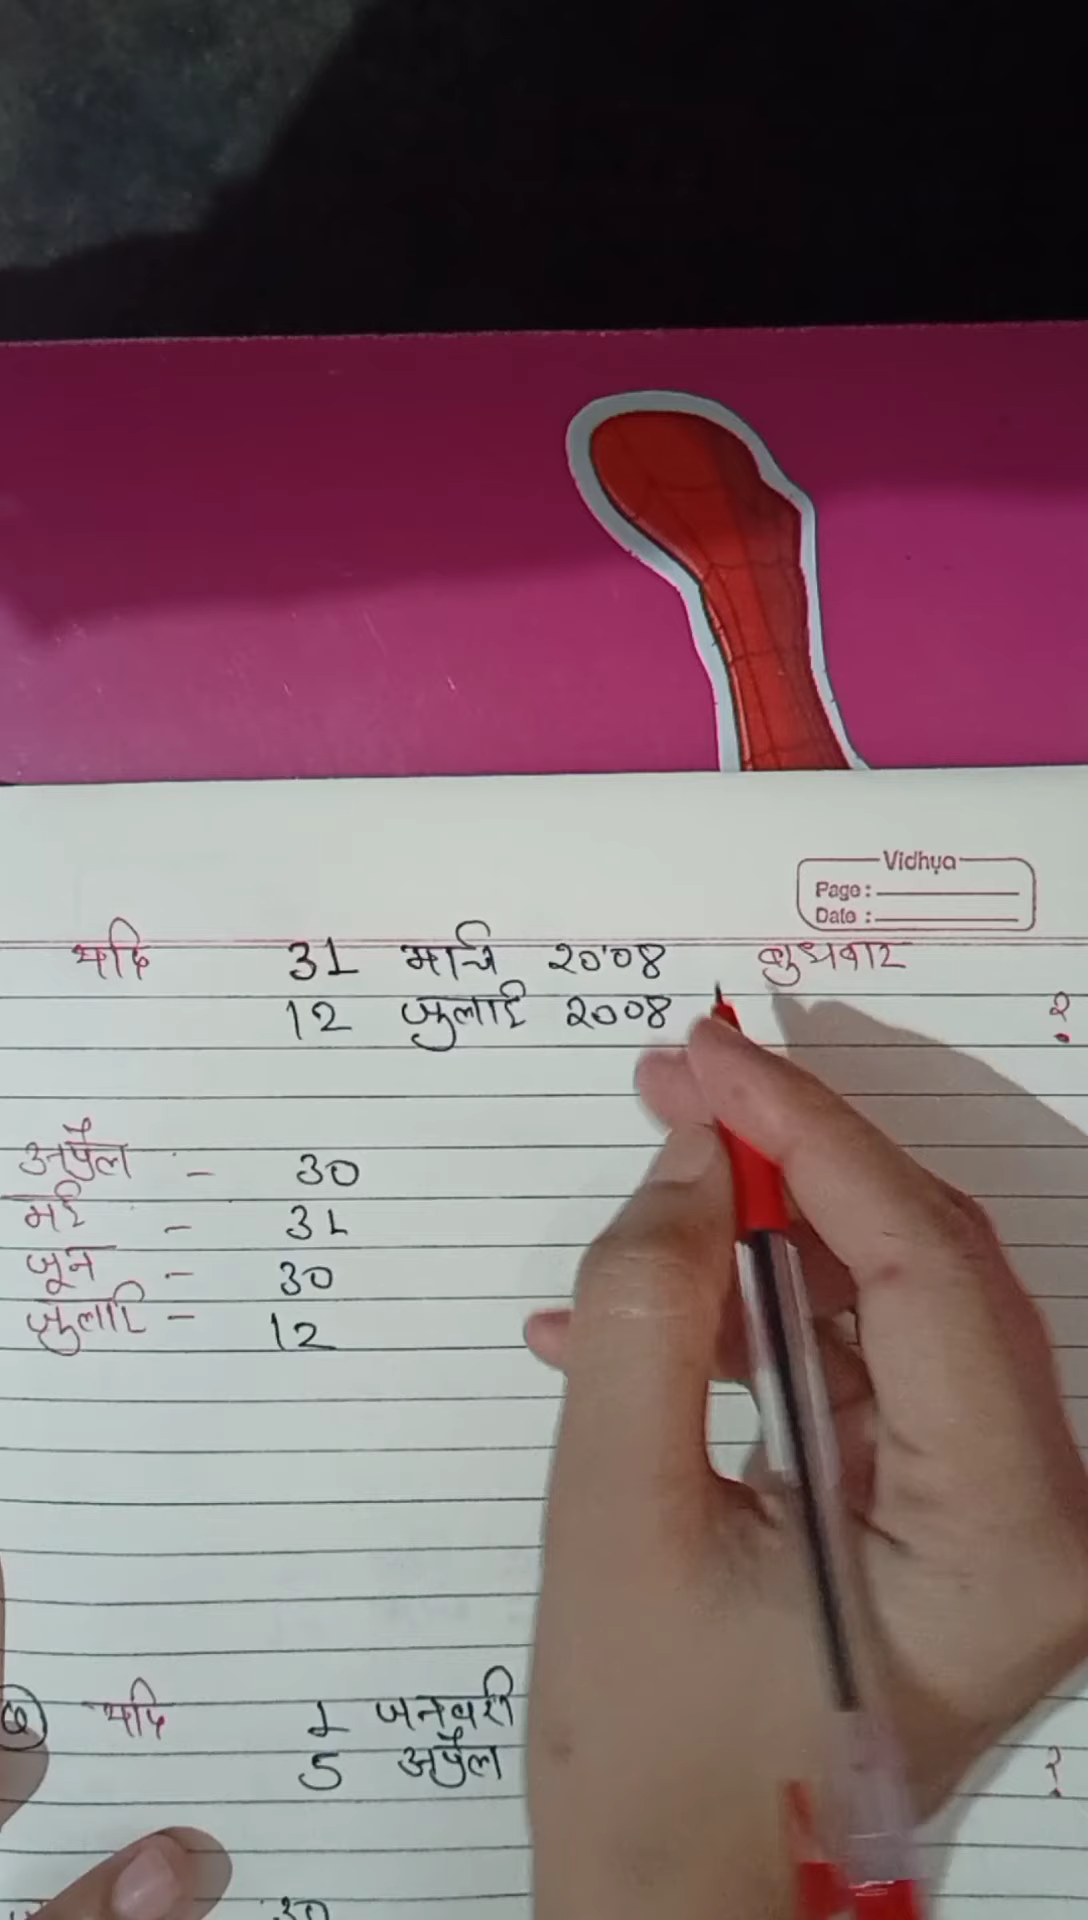 Vidhya
Page :
Date :
यदि 31 मार्च 2008 बुधवार
12 जुलाई 2008 ?
अप्रैल - 30
मई - 31
जून - 30
जुलाई - 12
यदि 1 जनवरी
5 अप्रैल ?
30